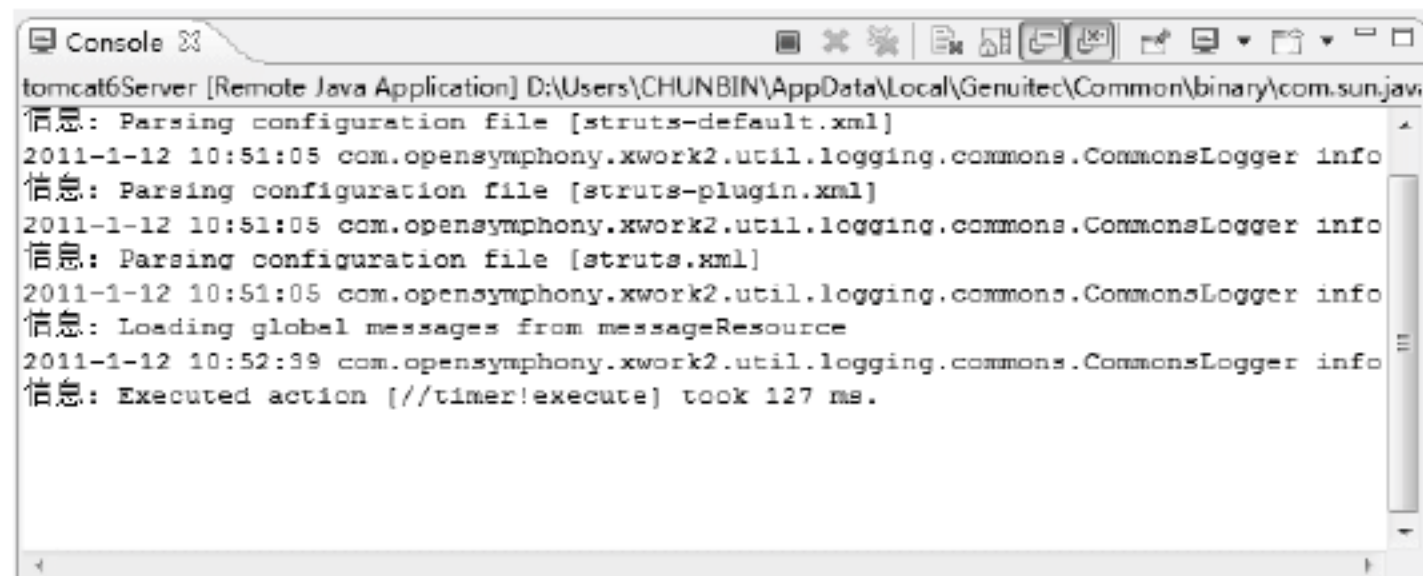 Console
tomcat6Server [Remote Java Application] D:\Users\CHUNBIN\AppData\Local\Genuitec\Common\binary\com.sun.java
信息: Parsing configuration file [struts-default.xml]
2011-1-12 10:51:05 com.opensymphony.xwork2.util.logging.commons.CommonsLogger info
信息: Parsing configuration file [struts-plugin.xml]
2011-1-12 10:51:05 com.opensymphony.xwork2.util.logging.commons.CommonsLogger info
信息: Parsing configuration file [struts.xml]
2011-1-12 10:51:05 com.opensymphony.xwork2.util.logging.commons.CommonsLogger info
信息: Loading global messages from messageResource
2011-1-12 10:52:39 com.opensymphony.xwork2.util.logging.commons.CommonsLogger info
信息: Executed action [//timer!execute] took 127 ms.